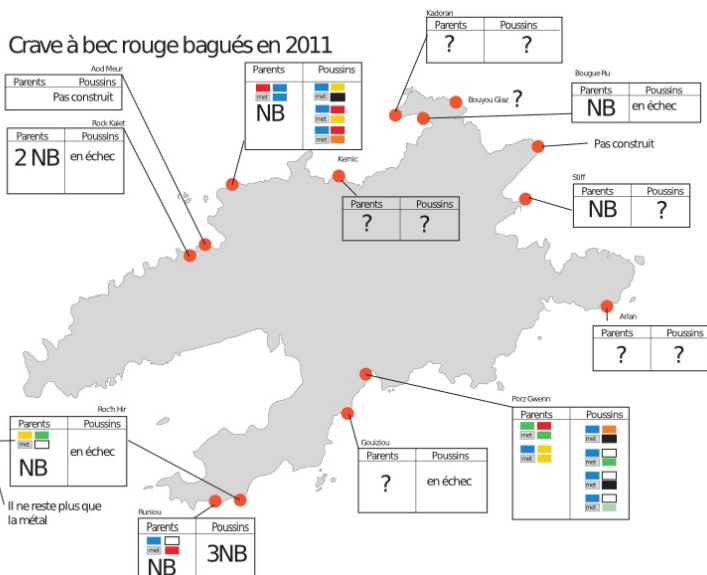 Crave à bec rouge bagués en 2011
Kadoran
Parents Poussins
? ?
Aod Meur
Parents Poussins
Pas construit
Parents Poussins
met met
NB met
met
Bouyou Glaz ?
Bougue Ru
Parents Poussins
NB en échec
Rock Kalet
Parents Poussins
2 NB en échec
Pas construit
Kernic
Parents Poussins
? ?
Stiff
Parents Poussins
NB ?
Arlan
Parents Poussins
? ?
Porz Gwenn
Parents Poussins
met met
met met
met
met
Gouiziou
Parents Poussins
? en échec
Roc'h Hir
Parents Poussins
met
NB en échec
Il ne reste plus que
la métal
Runiou
Parents Poussins
met
NB 3NB